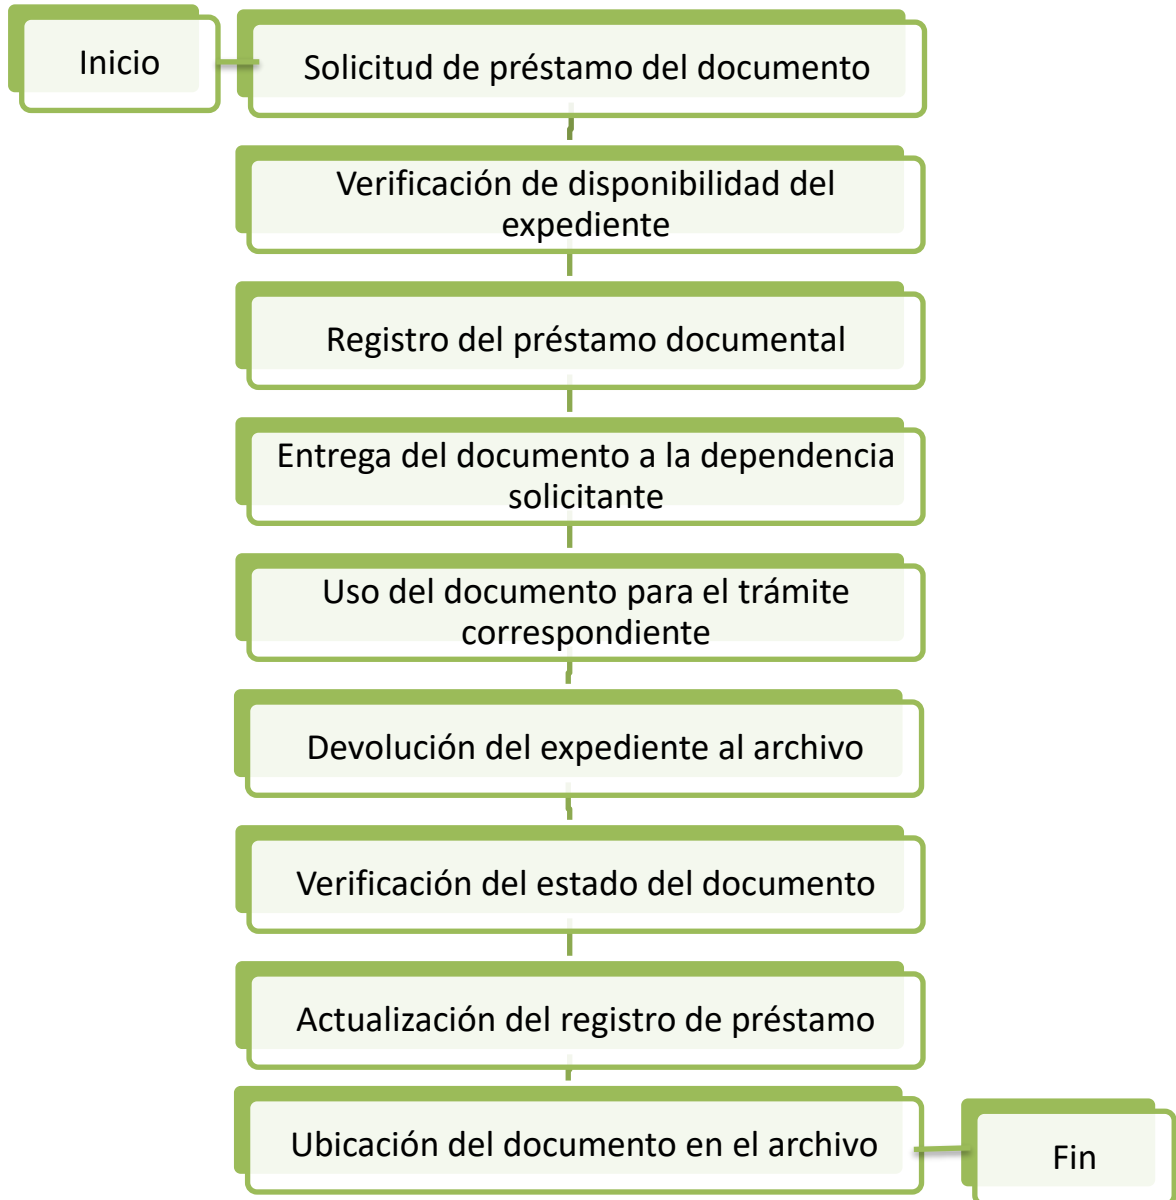 Inicio
Solicitud de préstamo del documento
Verificación de disponibilidad del
expediente
Registro del préstamo documental
Entrega del documento a la dependencia
solicitante
Uso del documento para el trámite
correspondiente
Devolución del expediente al archivo
Verificación del estado del documento
Actualización del registro de préstamo
Ubicación del documento en el archivo
Fin